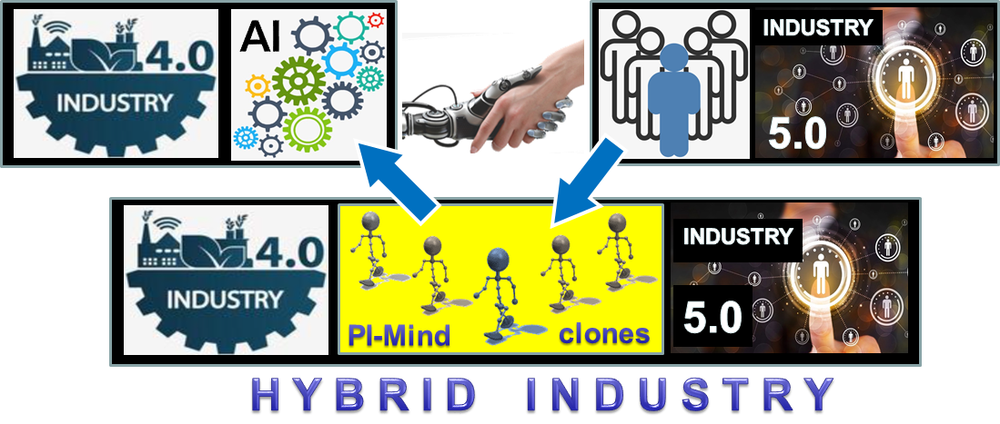 4.0
INDUSTRY
AI
INDUSTRY
5.0
4.0
INDUSTRY
PI-Mind clones
INDUSTRY
5.0
HYBRID INDUSTRY